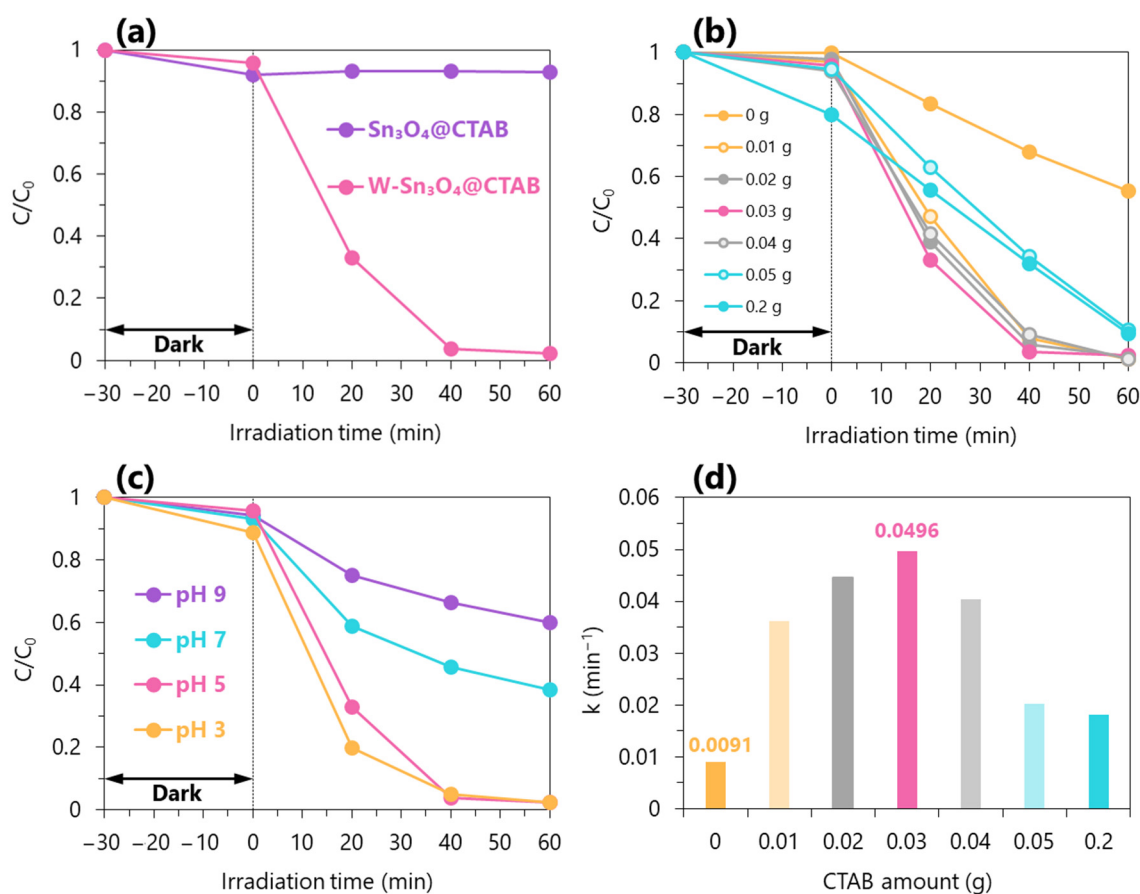 (a)
1
0.8
0.6
0.4
0.2
0
C/C₀
Sn₃O₄@CTAB
W-Sn₃O₄@CTAB
Dark
−30 −20 −10 0 10 20 30 40 50 60
Irradiation time (min)
(b)
1
0.8
0.6
0.4
0.2
0
C/C₀
0 g
0.01 g
0.02 g
0.03 g
0.04 g
0.05 g
0.2 g
Dark
−30 −20 −10 0 10 20 30 40 50 60
Irradiation time (min)
(c)
1
0.8
0.6
0.4
0.2
0
C/C₀
pH 9
pH 7
pH 5
pH 3
Dark
−30 −20 −10 0 10 20 30 40 50 60
Irradiation time (min)
(d)
0.06
0.05
0.04
0.03
0.02
0.01
0
k (min⁻¹)
0.0496
0.0091
0 0.01 0.02 0.03 0.04 0.05 0.2
CTAB amount (g)